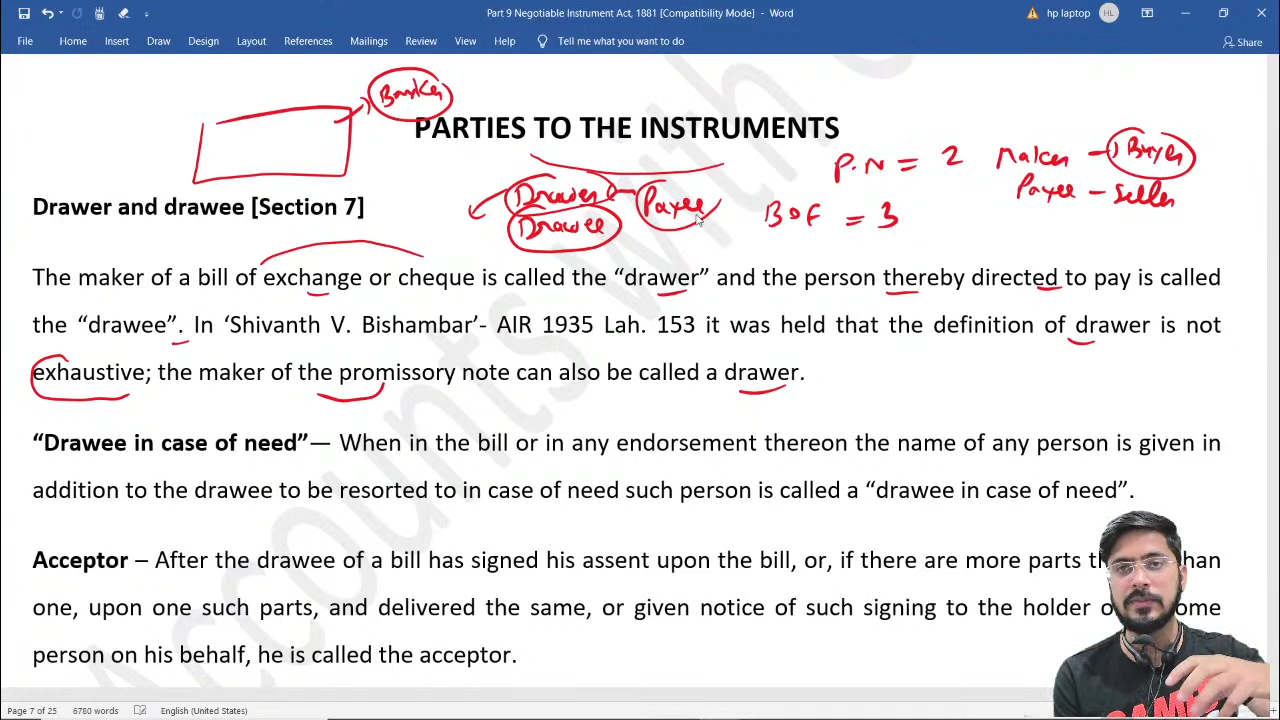 Part 9 Negotiable Instrument Act, 1881 [Compatibility Mode] - Word
hp laptop
HL
File Home Insert Draw Design Layout References Mailings Review View Help Tell me what you want to do
Share
Banker
PARTIES TO THE INSTRUMENTS
P.N = 2 Maker - Buyer
Payee - Seller
Drawer Payee
Drawee
BOE = 3
Drawer and drawee [Section 7]
The maker of a bill of exchange or cheque is called the “drawer” and the person thereby directed to pay is called
the “drawee”. In ‘Shivanth V. Bishambar’- AIR 1935 Lah. 153 it was held that the definition of drawer is not
exhaustive; the maker of the promissory note can also be called a drawer.
“Drawee in case of need”— When in the bill or in any endorsement thereon the name of any person is given in
addition to the drawee to be resorted to in case of need such person is called a “drawee in case of need”.
Acceptor – After the drawee of a bill has signed his assent upon the bill, or, if there are more parts than
one, upon one such parts, and delivered the same, or given notice of such signing to the holder
person on his behalf, he is called the acceptor.
Page 7 of 25 6780 words English (United States)